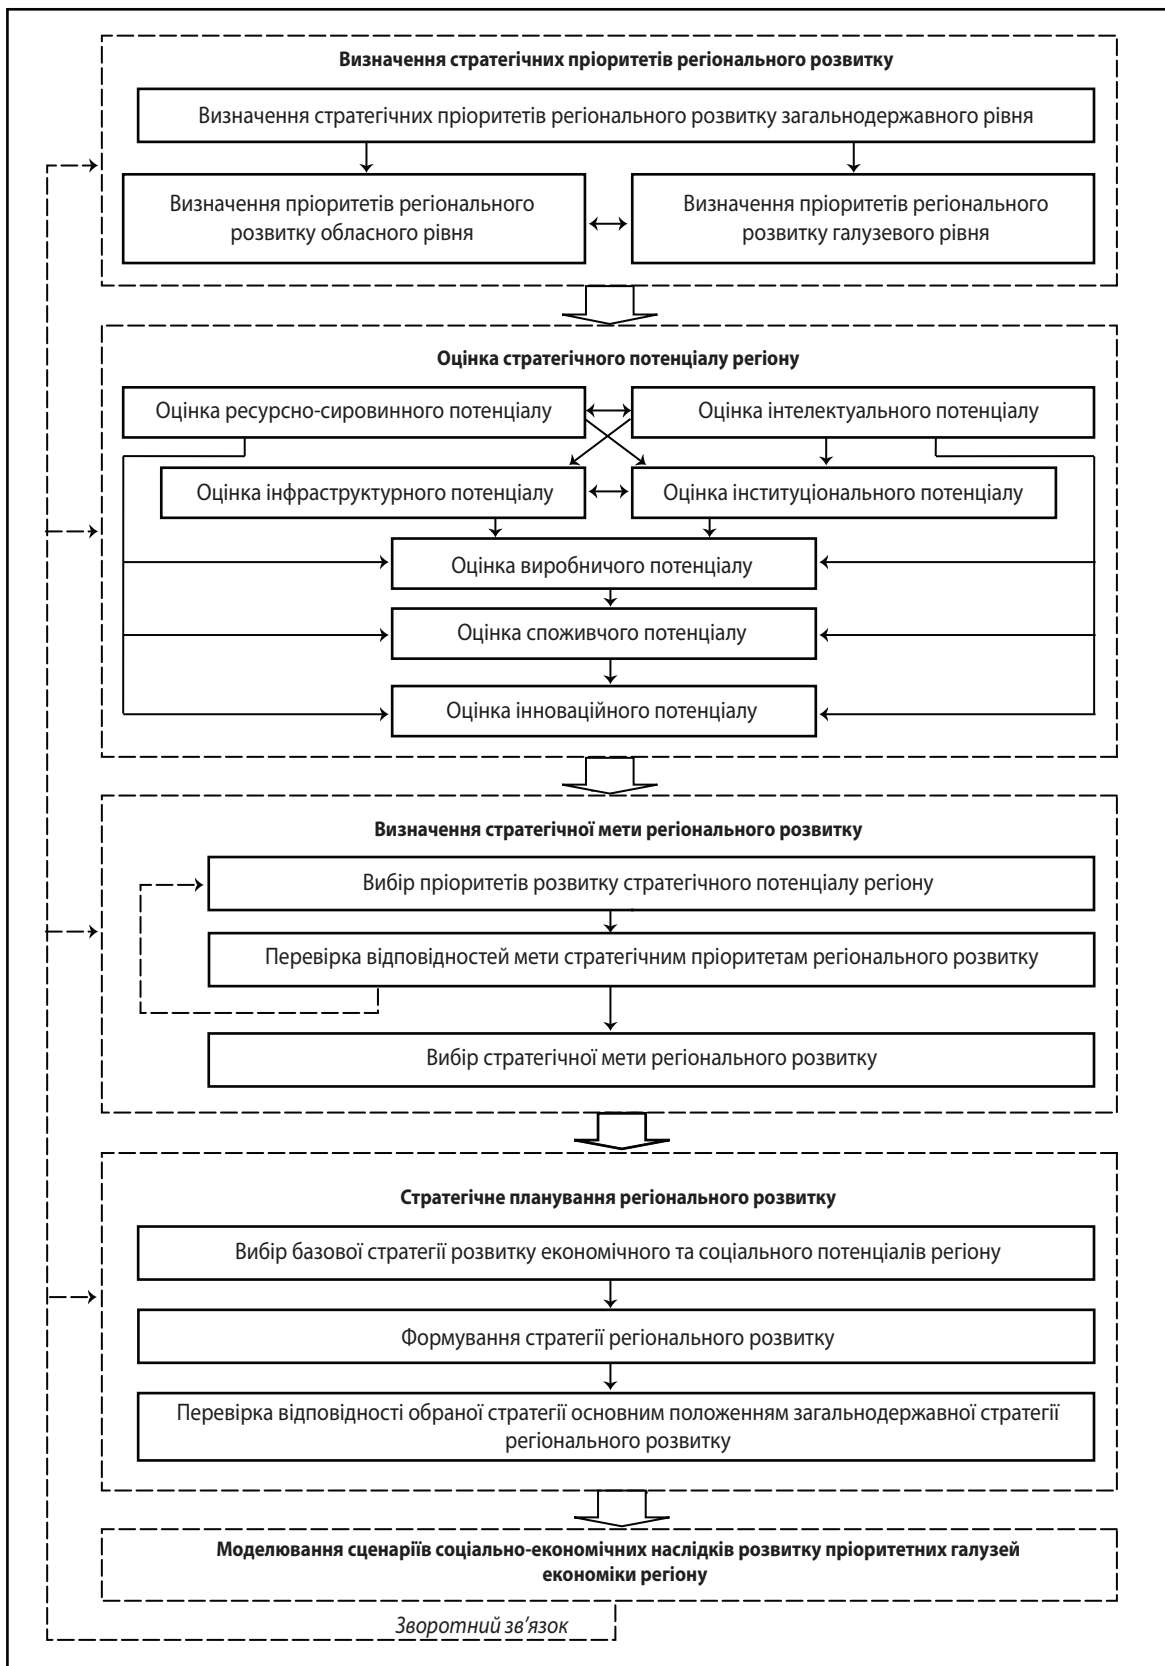 Визначення стратегічних пріоритетів регіонального розвитку
Визначення стратегічних пріоритетів регіонального розвитку загальнодержавного рівня
Визначення пріоритетів регіонального
розвитку обласного рівня
Визначення пріоритетів регіонального
розвитку галузевого рівня
Оцінка стратегічного потенціалу регіону
Оцінка ресурсно-сировинного потенціалу
Оцінка інтелектуального потенціалу
Оцінка інфраструктурного потенціалу
Оцінка інституціонального потенціалу
Оцінка виробничого потенціалу
Оцінка споживчого потенціалу
Оцінка інноваційного потенціалу
Визначення стратегічної мети регіонального розвитку
Вибір пріоритетів розвитку стратегічного потенціалу регіону
Перевірка відповідностей мети стратегічним пріоритетам регіонального розвитку
Вибір стратегічної мети регіонального розвитку
Стратегічне планування регіонального розвитку
Вибір базової стратегії розвитку економічного та соціального потенціалів регіону
Формування стратегії регіонального розвитку
Перевірка відповідності обраної стратегії основним положенням загальнодержавної стратегії
регіонального розвитку
Моделювання сценаріїв соціально-економічних наслідків розвитку пріоритетних галузей
економіки регіону
Зворотний зв'язок